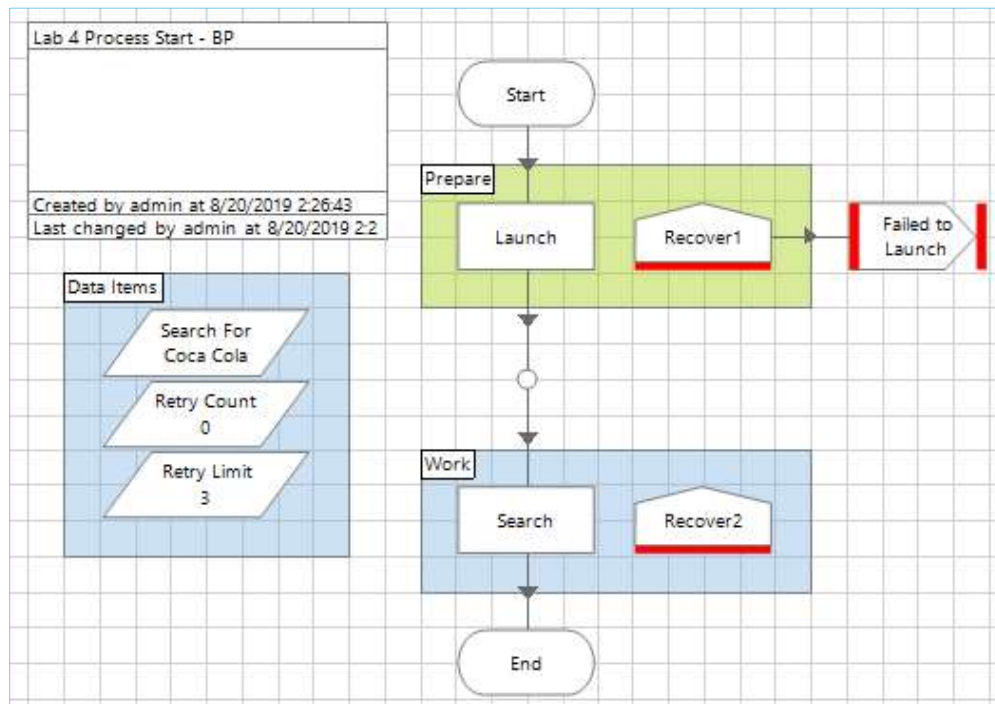 Lab 4 Process Start - BP
Created by admin at 8/20/2019 2:26:43
Last changed by admin at 8/20/2019 2:2
Data Items
Search For
Coca Cola
Retry Count
0
Retry Limit
3
Start
Prepare
Launch
Recover1
Failed to
Launch
Work
Search
Recover2
End